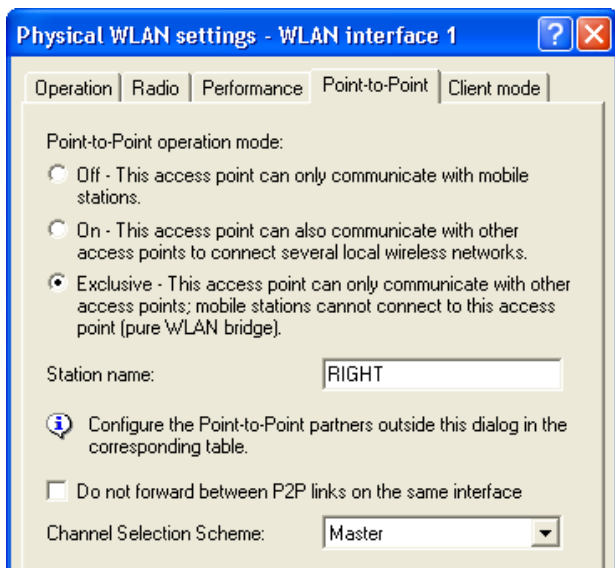 Physical WLAN settings - WLAN interface 1
Operation Radio Performance Point-to-Point Client mode
Point-to-Point operation mode:
Off - This access point can only communicate with mobile
stations.
On - This access point can also communicate with other
access points to connect several local wireless networks.
Exclusive - This access point can only communicate with other
access points; mobile stations cannot connect to this access
point (pure WLAN bridge).
Station name: RIGHT
Configure the Point-to-Point partners outside this dialog in the
corresponding table.
Do not forward between P2P links on the same interface
Channel Selection Scheme: Master